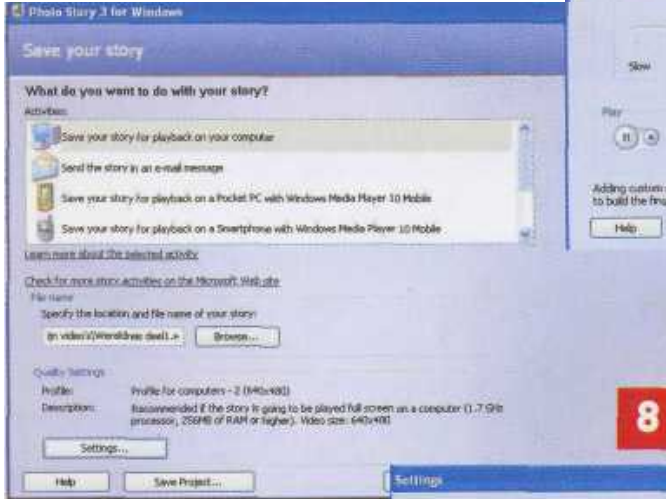 Photo Story 3 for Windows
Save your story
What do you want to do with your story?
Activities:
Save your story for playback on your computer
Send the story in an e-mail message
Save your story for playback on a Pocket PC with Windows Media Player 10 Mobile
Save your story for playback on a Smartphone with Windows Media Player 10 Mobile
Learn more about the selected activity
Check for more story activities on the Microsoft Web site
File name
Specify the location and file name of your story:
Browse...
Quality Settings
Profile: Profile for computers - 2 (640x480)
Description: Recommended if the story is going to be played full screen on a computer (1.7 GHz
processor, 256MB of RAM or higher). Video size: 640x480
Settings...
Help
Save Project...
Slow
Play
Adding custom
to build the
Help
8
Settings